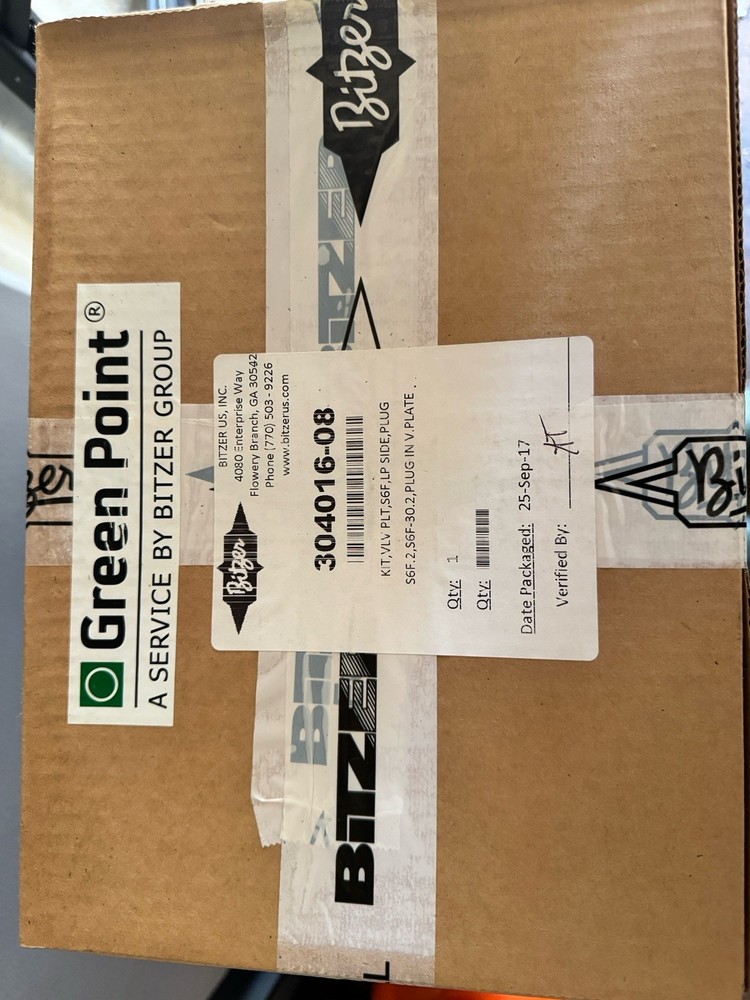 Green Point®
A SERVICE BY BITZER GROUP
Bitzer
BITZER US, INC.
4080 Enterprise Way
Flowery Branch, GA 30542
Phone (770) 503 - 9226
www.bitzerus.com
304016-08
KIT,VLV PLT,S6F,LP SIDE,PLUG
S6F.2,S6F-30.2,PLUG IN V.PLATE . .
Qty: 1
Qty:
Date Packaged: 25-Sep-17
Verified By: AT
Bitzer
BITZE